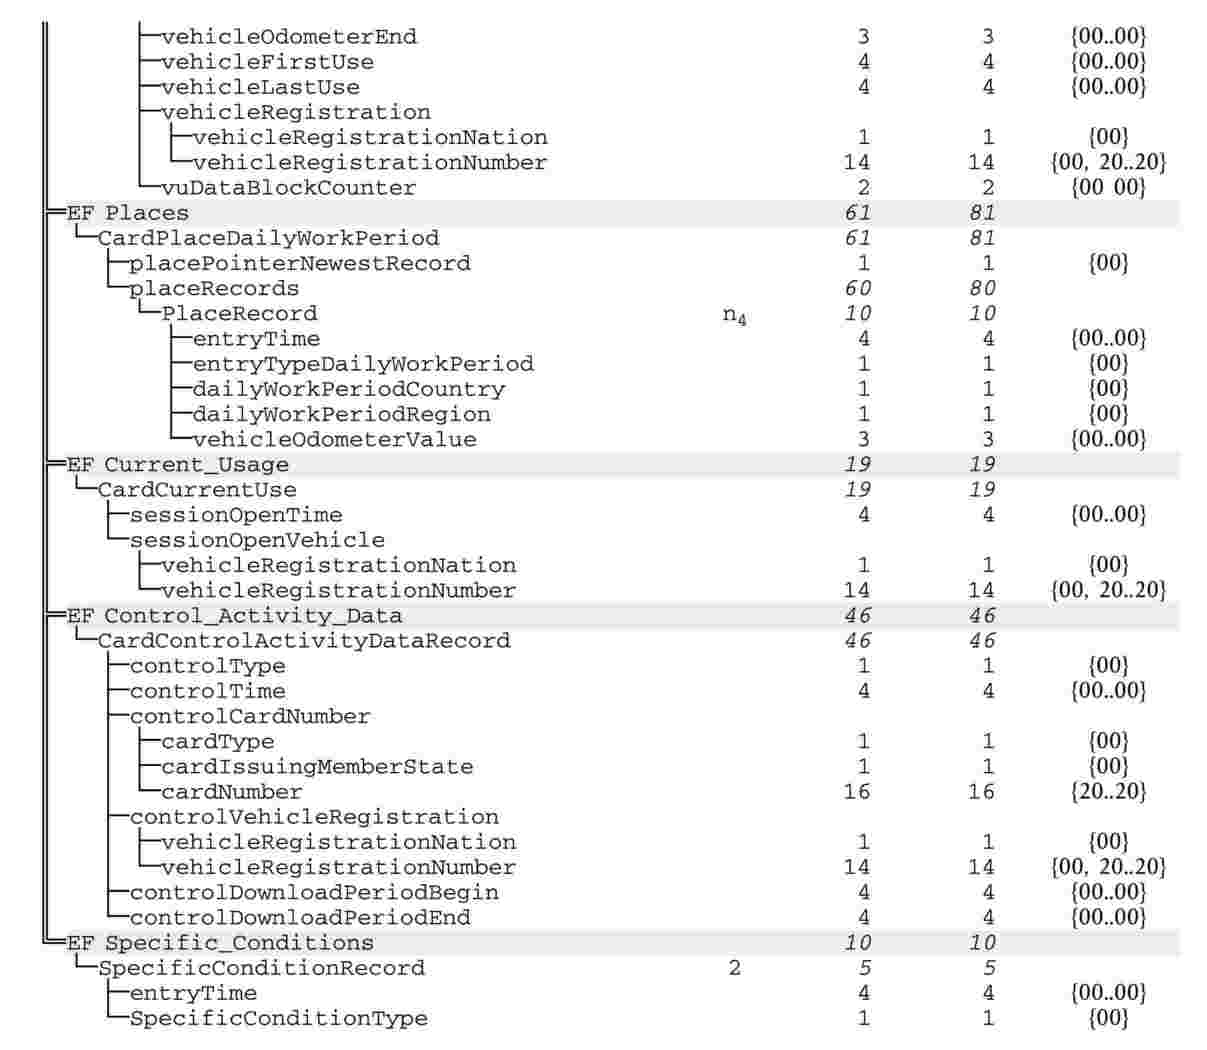 vehicleOdometerEnd 3 3 {00..00}
vehicleFirstUse 4 4 {00..00}
vehicleLastUse 4 4 {00..00}
vehicleRegistration
vehicleRegistrationNation 1 1 {00}
vehicleRegistrationNumber 14 14 {00, 20..20}
vuDataBlockCounter 2 2 {00 00}
EF Places 61 81
CardPlaceDailyWorkPeriod 61 81
placePointerNewestRecord 1 1 {00}
placeRecords 60 80
PlaceRecord n4 10 10
entryTime 4 4 {00..00}
entryTypeDailyWorkPeriod 1 1 {00}
dailyWorkPeriodCountry 1 1 {00}
dailyWorkPeriodRegion 1 1 {00}
vehicleOdometerValue 3 3 {00..00}
EF Current_Usage 19 19
CardCurrentUse 19 19
sessionOpenTime 4 4 {00..00}
sessionOpenVehicle
vehicleRegistrationNation 1 1 {00}
vehicleRegistrationNumber 14 14 {00, 20..20}
EF Control_Activity_Data 46 46
CardControlActivityDataRecord 46 46
controlType 1 1 {00}
controlTime 4 4 {00..00}
controlCardNumber
cardType 1 1 {00}
cardIssuingMemberState 1 1 {00}
cardNumber 16 16 {20..20}
controlVehicleRegistration
vehicleRegistrationNation 1 1 {00}
vehicleRegistrationNumber 14 14 {00, 20..20}
controlDownloadPeriodBegin 4 4 {00..00}
controlDownloadPeriodEnd 4 4 {00..00}
EF Specific_Conditions 10 10
SpecificConditionRecord 2 5 5
entryTime 4 4 {00..00}
SpecificConditionType 1 1 {00}